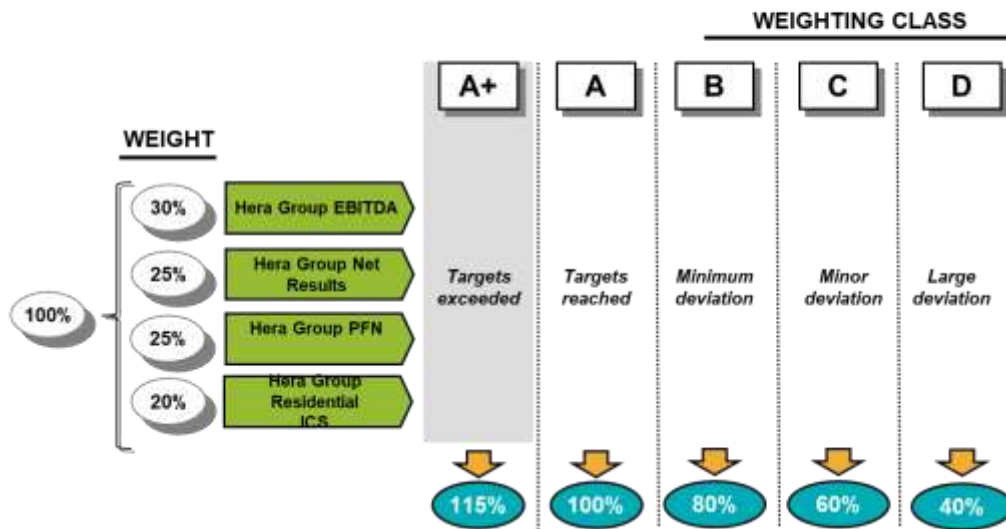 WEIGHTING CLASS
A+
A
B
C
D
WEIGHT
30%
Hera Group EBITDA
25%
Hera Group Net
Results
100%
25%
Hera Group PFN
20%
Hera Group
Residential
ICS
Targets
exceeded
Targets
reached
Minimum
deviation
Minor
deviation
Large
deviation
115%
100%
80%
60%
40%